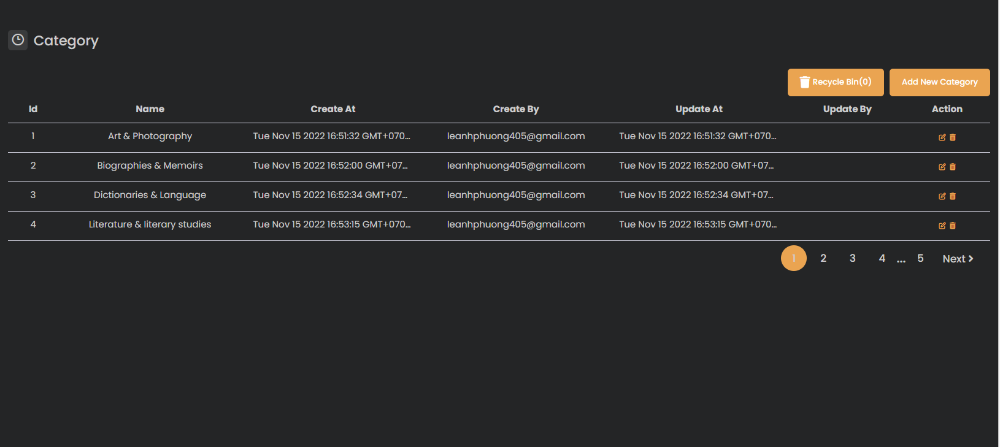 Category
Recycle Bin(0) Add New Category
Id Name Create At Create By Update At Update By Action
1 Art & Photography Tue Nov 15 2022 16:51:32 GMT+070... leanhphuong405@gmail.com Tue Nov 15 2022 16:51:32 GMT+070...
2 Biographies & Memoirs Tue Nov 15 2022 16:52:00 GMT+07... leanhphuong405@gmail.com Tue Nov 15 2022 16:52:00 GMT+07...
3 Dictionaries & Language Tue Nov 15 2022 16:52:34 GMT+07... leanhphuong405@gmail.com Tue Nov 15 2022 16:52:34 GMT+07...
4 Literature & literary studies Tue Nov 15 2022 16:53:15 GMT+070... leanhphuong405@gmail.com Tue Nov 15 2022 16:53:15 GMT+070...
1 2 3 4 ... 5 Next